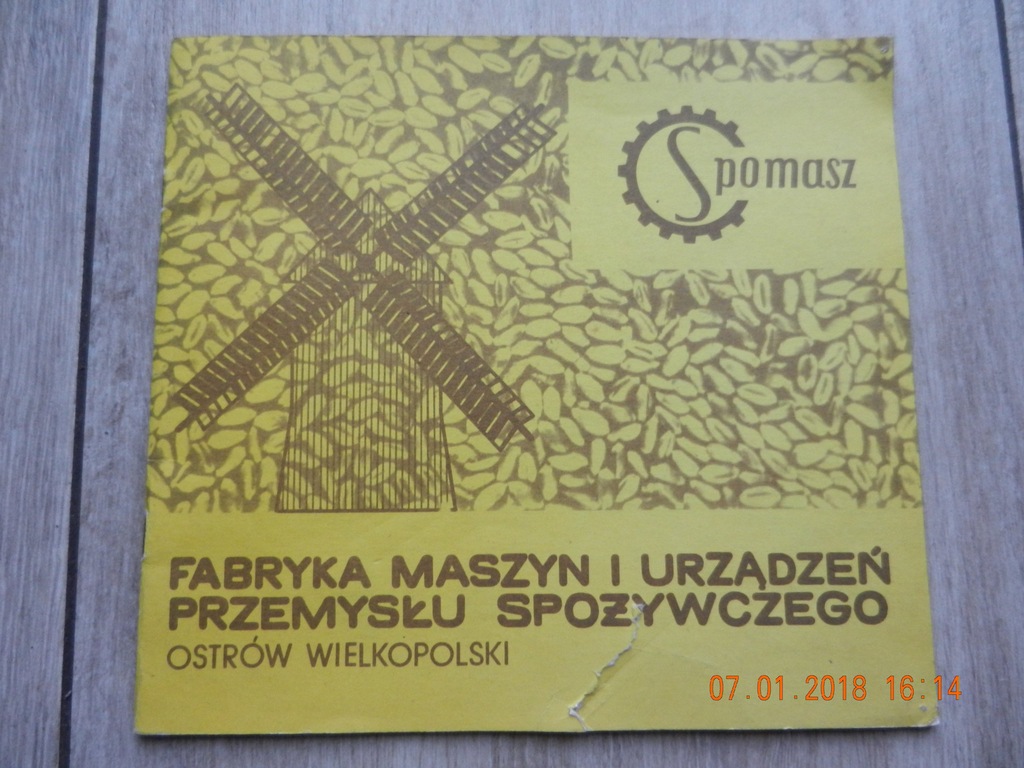 Spomasz
FABRYKA MASZYN I URZĄDZEŃ
PRZEMYSŁU SPOŻYWCZEGO
OSTRÓW WIELKOPOLSKI
07.01.2018 16:14